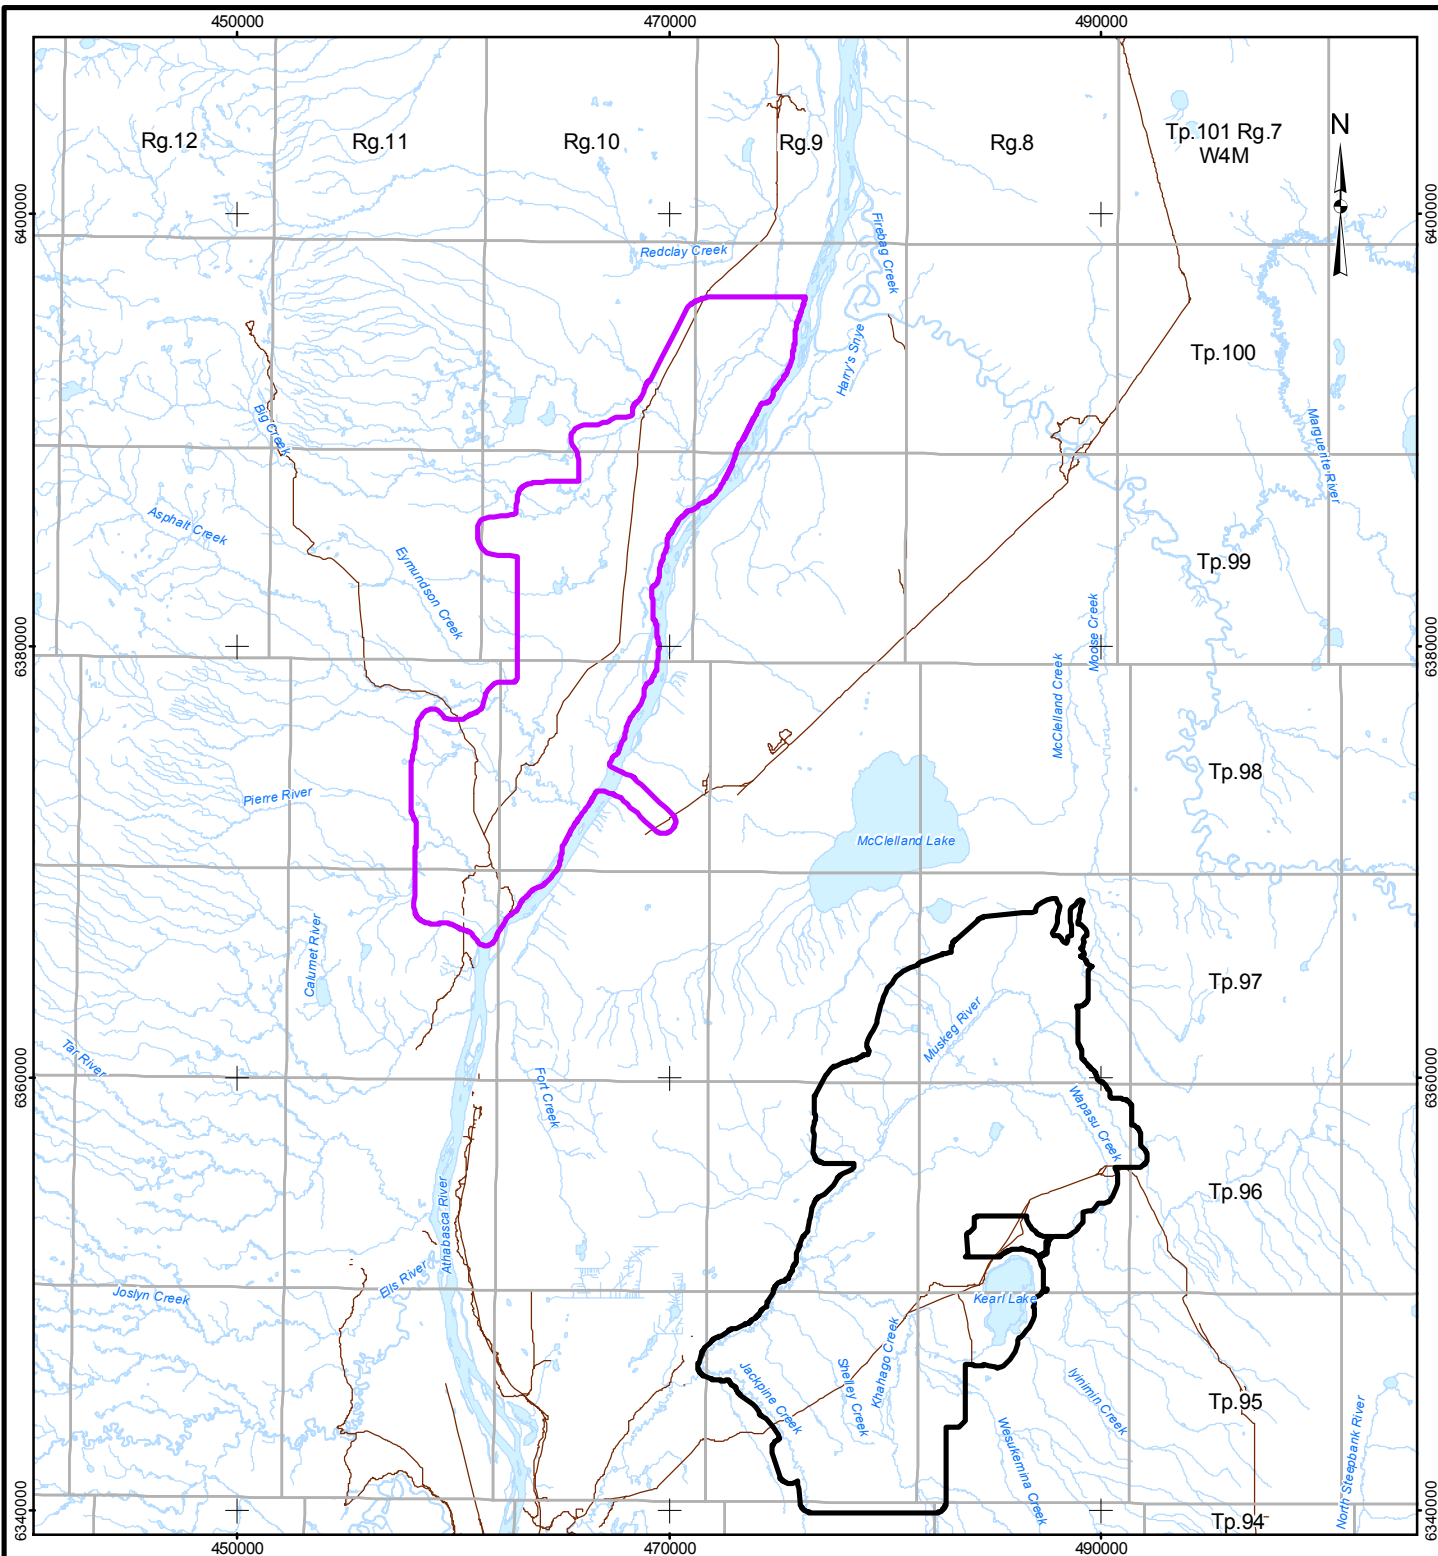 450000
470000
490000
Rg.12
Rg.11
Rg.10
Rg.9
Rg.8
Tp.101 Rg.7
W4M
N
6400000
6400000
Redclay Creek
Firebag Creek
Harry's Snye
Tp.100
Big Creek
Marguerite River
Asphalt Creek
Eymundson Creek
Tp.99
Moose Creek
6380000
6380000
McClelland Creek
Tp.98
Pierre River
McClelland Lake
Calumet River
Tp.97
Muskeg River
Tar River
Fort Creek
6360000
6360000
Wapasu Creek
Tp.96
Athabasca River
Ells River
Joslyn Creek
Kearl Lake
Jackpine Creek
Shelley Creek
Khahago Creek
Iyinimin Creek
Tp.95
Wesukemina Creek
North Steepbank River
6340000
6340000
Tp.94
450000
470000
490000